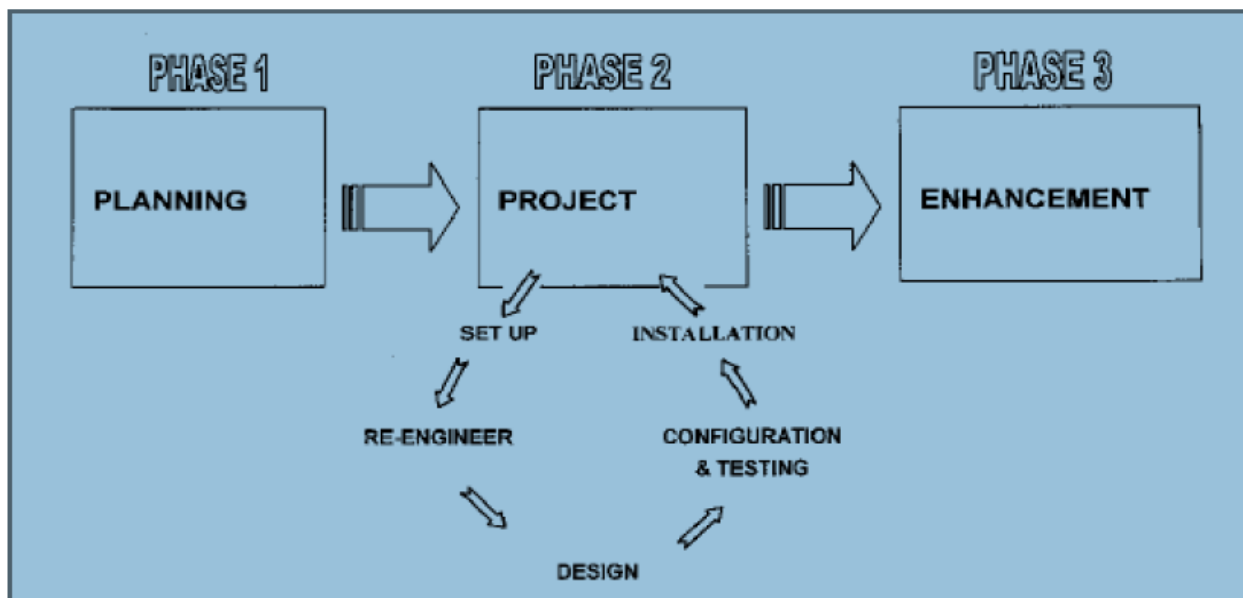 PHASE 1
PHASE 2
PHASE 3
PLANNING
PROJECT
ENHANCEMENT
SET UP
INSTALLATION
RE-ENGINEER
CONFIGURATION
& TESTING
DESIGN